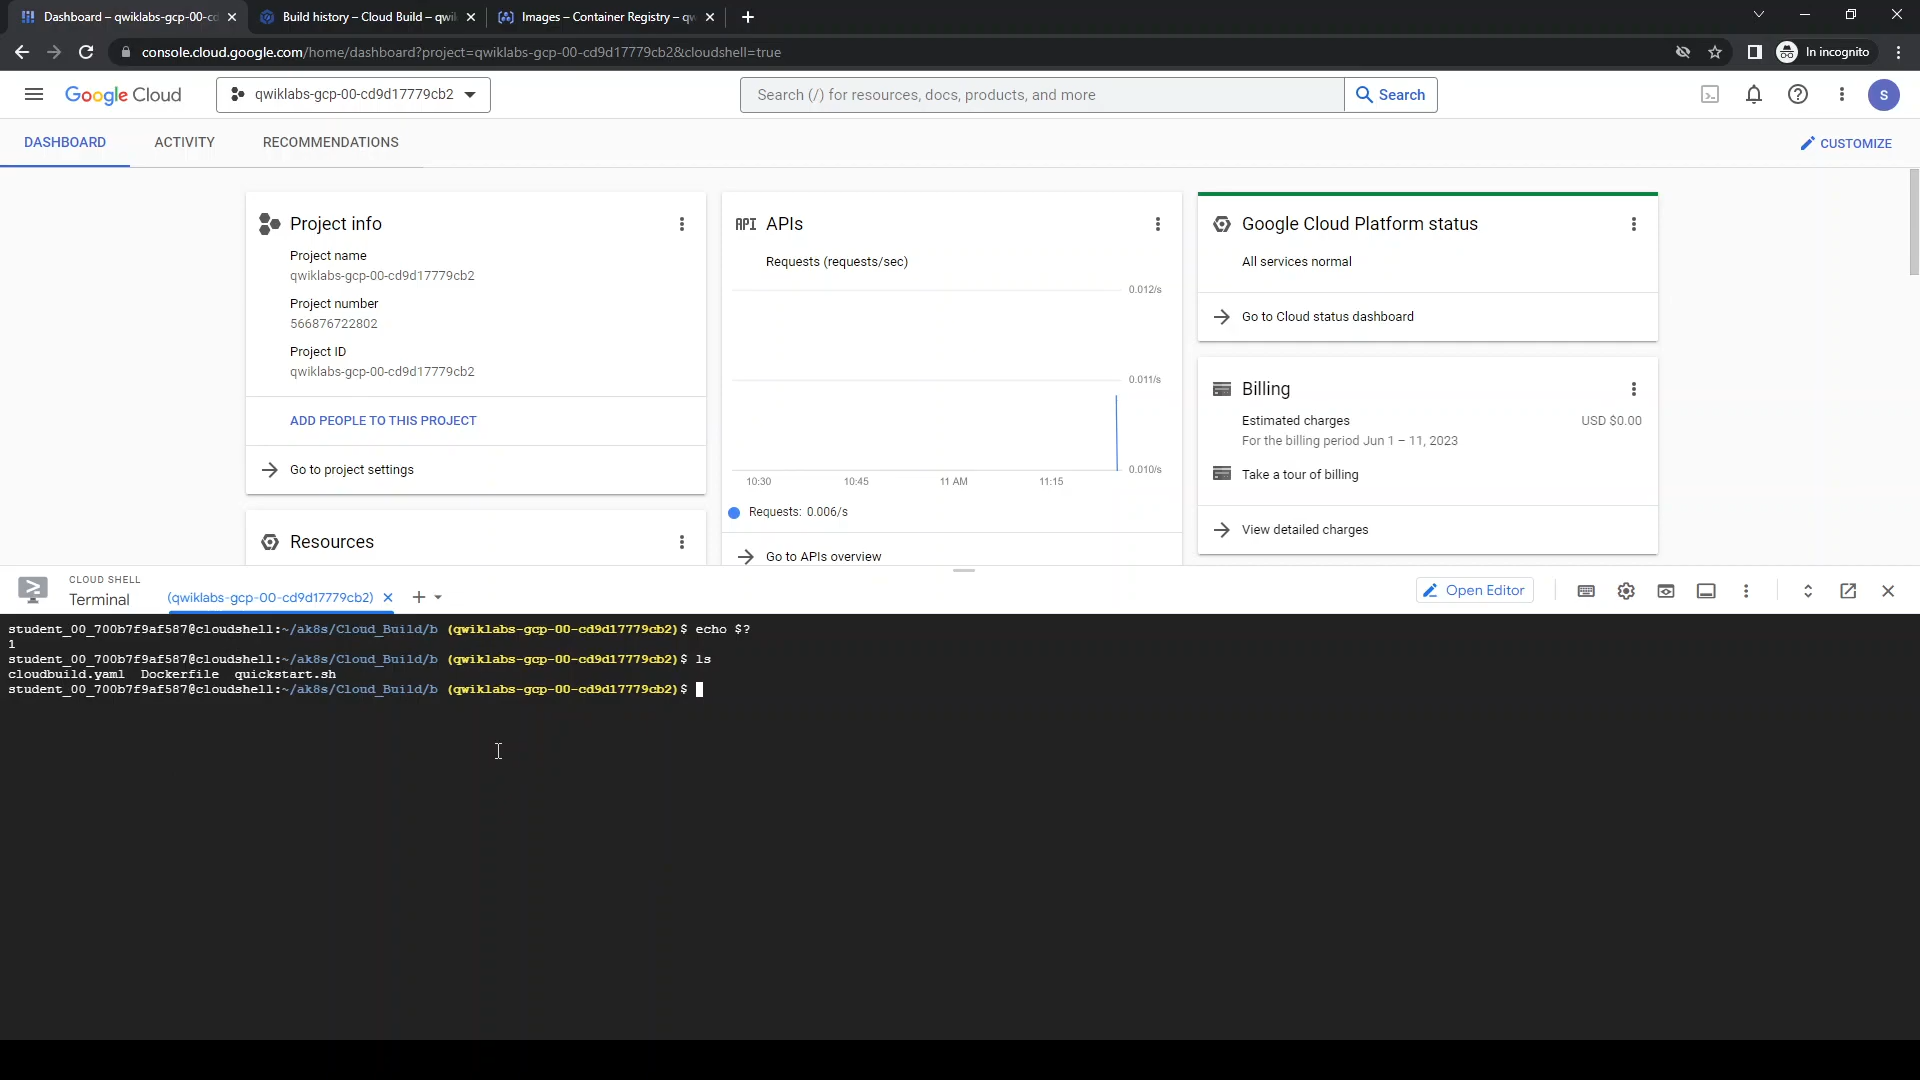 Dashboard – qwiklabs-gcp-00-cd
Build history – Cloud Build – qwi
Images – Container Registry – qw
console.cloud.google.com/home/dashboard?project=qwiklabs-gcp-00-cd9d17779cb2&cloudshell=true
In incognito
Google Cloud
qwiklabs-gcp-00-cd9d17779cb2
Search (/) for resources, docs, products, and more
Search
S
DASHBOARD
ACTIVITY
RECOMMENDATIONS
CUSTOMIZE
Project info
Project name
qwiklabs-gcp-00-cd9d17779cb2
Project number
566876722802
Project ID
qwiklabs-gcp-00-cd9d17779cb2
ADD PEOPLE TO THIS PROJECT
Go to project settings
Resources
API APIs
Requests (requests/sec)
0.012/s
0.011/s
0.010/s
10:30 10:45 11 AM 11:15
Requests: 0.006/s
Go to APIs overview
Google Cloud Platform status
All services normal
Go to Cloud status dashboard
Billing
Estimated charges USD $0.00
For the billing period Jun 1 – 11, 2023
Take a tour of billing
View detailed charges
CLOUD SHELL
Terminal
(qwiklabs-gcp-00-cd9d17779cb2)
Open Editor
student_00_700b7f9af587@cloudshell:~/ak8s/Cloud_Build/b (qwiklabs-gcp-00-cd9d17779cb2)$ echo $?
1
student_00_700b7f9af587@cloudshell:~/ak8s/Cloud_Build/b (qwiklabs-gcp-00-cd9d17779cb2)$ ls
cloudbuild.yaml Dockerfile quickstart.sh
student_00_700b7f9af587@cloudshell:~/ak8s/Cloud_Build/b (qwiklabs-gcp-00-cd9d17779cb2)$